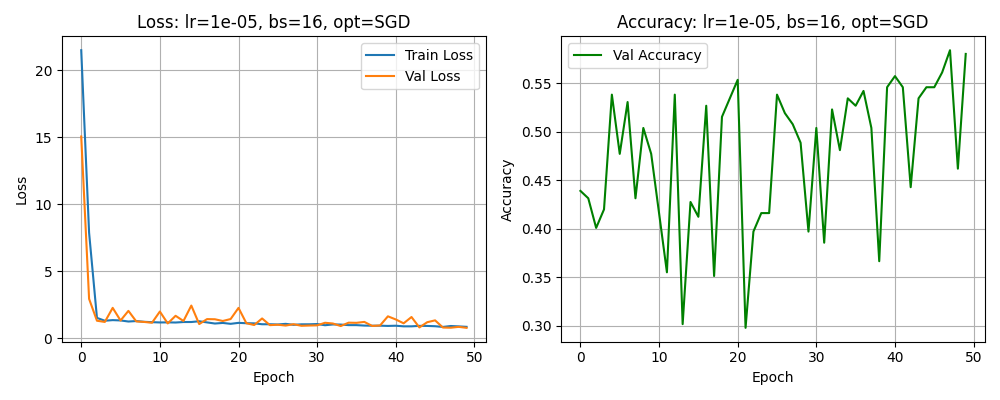 Loss: lr=1e-05, bs=16, opt=SGD
20
15
10
5
0
Loss
Train Loss
Val Loss
0 10 20 30 40 50
Epoch
Accuracy: lr=1e-05, bs=16, opt=SGD
Val Accuracy
0.55
0.50
0.45
0.40
0.35
0.30
Accuracy
0 10 20 30 40 50
Epoch